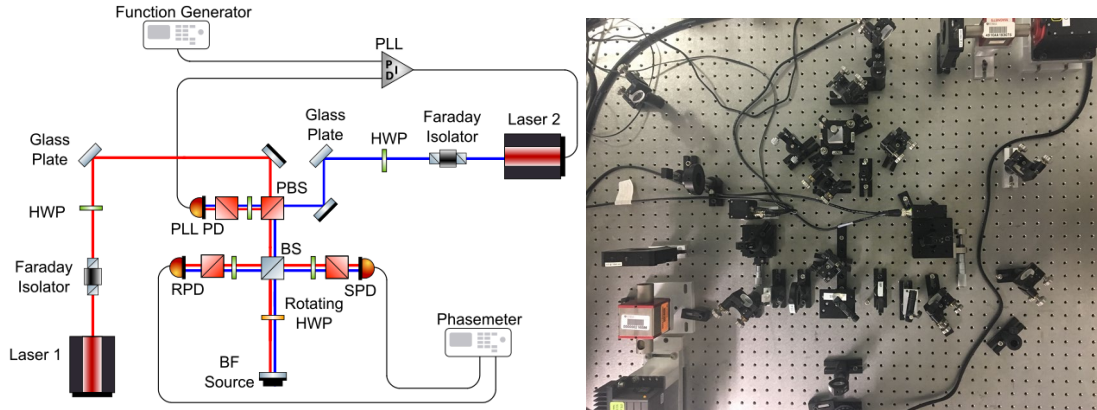 Function Generator
PLL
P
I
D
Glass
Plate
Glass
Plate
HWP
Faraday
Isolator
Laser 2
HWP
PBS
PLL PD
BS
Faraday
Isolator
RPD
SPD
Rotating
HWP
Phasemeter
Laser 1
BF
Source